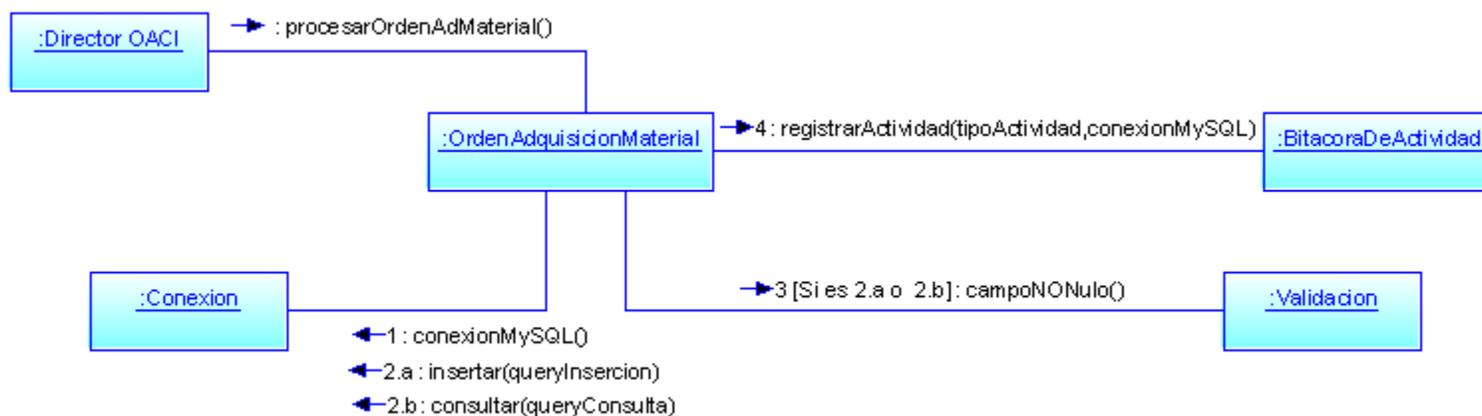 :Director OACI
: procesarOrdenAdMaterial()
:OrdenAdquisicionMaterial
4 : registrarActividad(tipoActividad,conexionMySQL)
:BitacoraDeActividad
:Conexion
3 [Si es 2.a o 2.b] : campoNONulo()
:Validacion
1 : conexionMySQL()
2.a : insertar(queryInsercion)
2.b : consultar(queryConsulta)